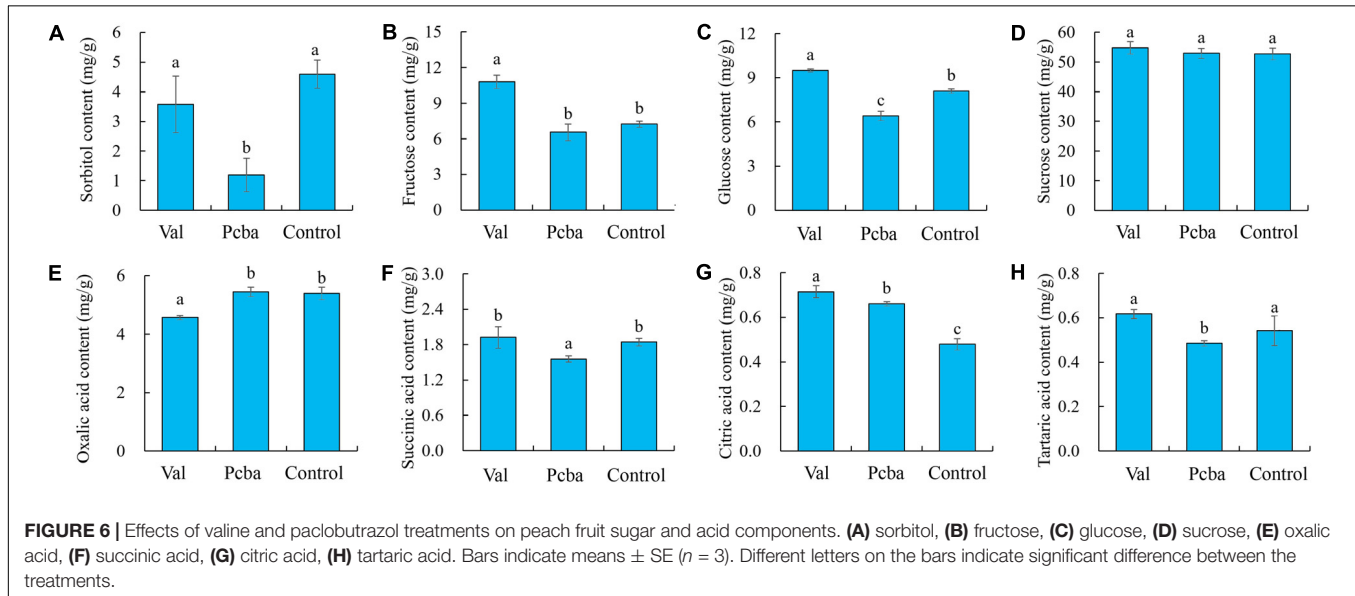 A
Sorbitol content (mg/g)
6
5
4
3
2
1
0
a
b
a
Val Pcba Control
B
Fructose content (mg/g)
15
12
9
6
3
0
a
b
b
Val Pcba Control
C
Glucose content (mg/g)
12
9
6
3
0
a
c
b
Val Pcba Control
D
Sucrose content (mg/g)
60
50
40
30
20
10
0
a
a
a
Val Pcba Control
E
Oxalic acid content (mg/g)
6
4
2
0
a
b
b
Val Pcba Control
F
Succinic acid content (mg/g)
3.0
2.4
1.8
1.2
0.6
0.0
b
a
b
Val Pcba Control
G
Citric acid content (mg/g)
0.8
0.6
0.4
0.2
0.0
a
b
c
Val Pcba Control
H
Tartaric acid content (mg/g)
0.8
0.6
0.4
0.2
0.0
a
b
a
Val Pcba Control
FIGURE 6 | Effects of valine and paclobutrazol treatments on peach fruit sugar and acid components. (A) sorbitol, (B) fructose, (C) glucose, (D) sucrose, (E) oxalic
acid, (F) succinic acid, (G) citric acid, (H) tartaric acid. Bars indicate means ± SE (n = 3). Different letters on the bars indicate significant difference between the
treatments.